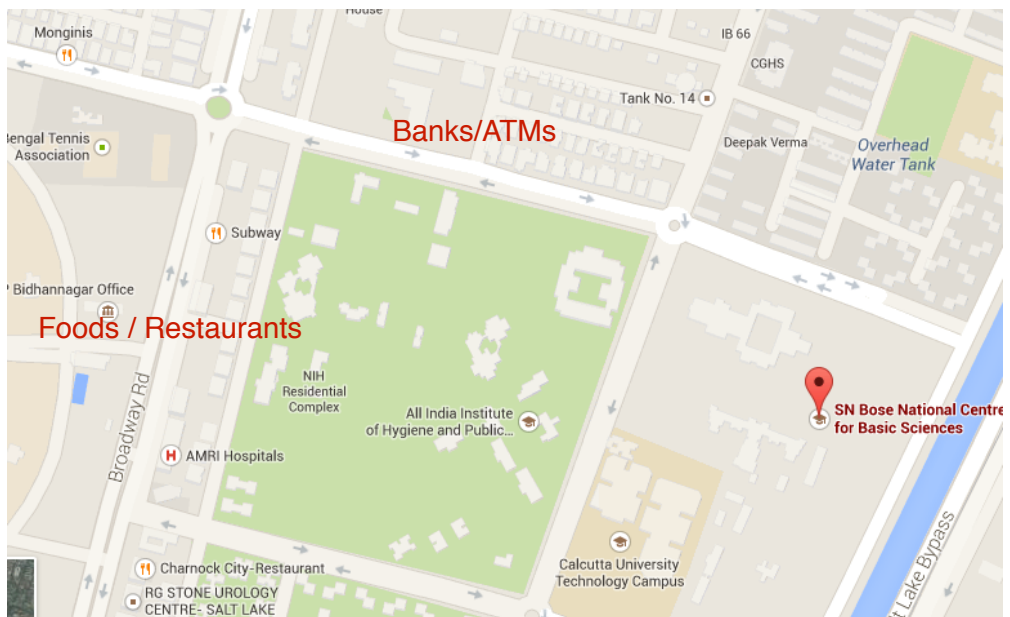 House
Monginis
IB 66
CGHS
Tank No. 14
Banks/ATMs
Bengal Tennis
Association
Deepak Verma
Overhead
Water Tank
Subway
P Bidhannagar Office
Foods / Restaurants
NIH
Residential
Complex
Broadway Rd
All India Institute
of Hygiene and Public...
SN Bose National Centre
for Basic Sciences
AMRI Hospitals
Calcutta University
Technology Campus
Charnock City-Restaurant
RG STONE UROLOGY
CENTRE- SALT LAKE
lt Lake Bypass
H